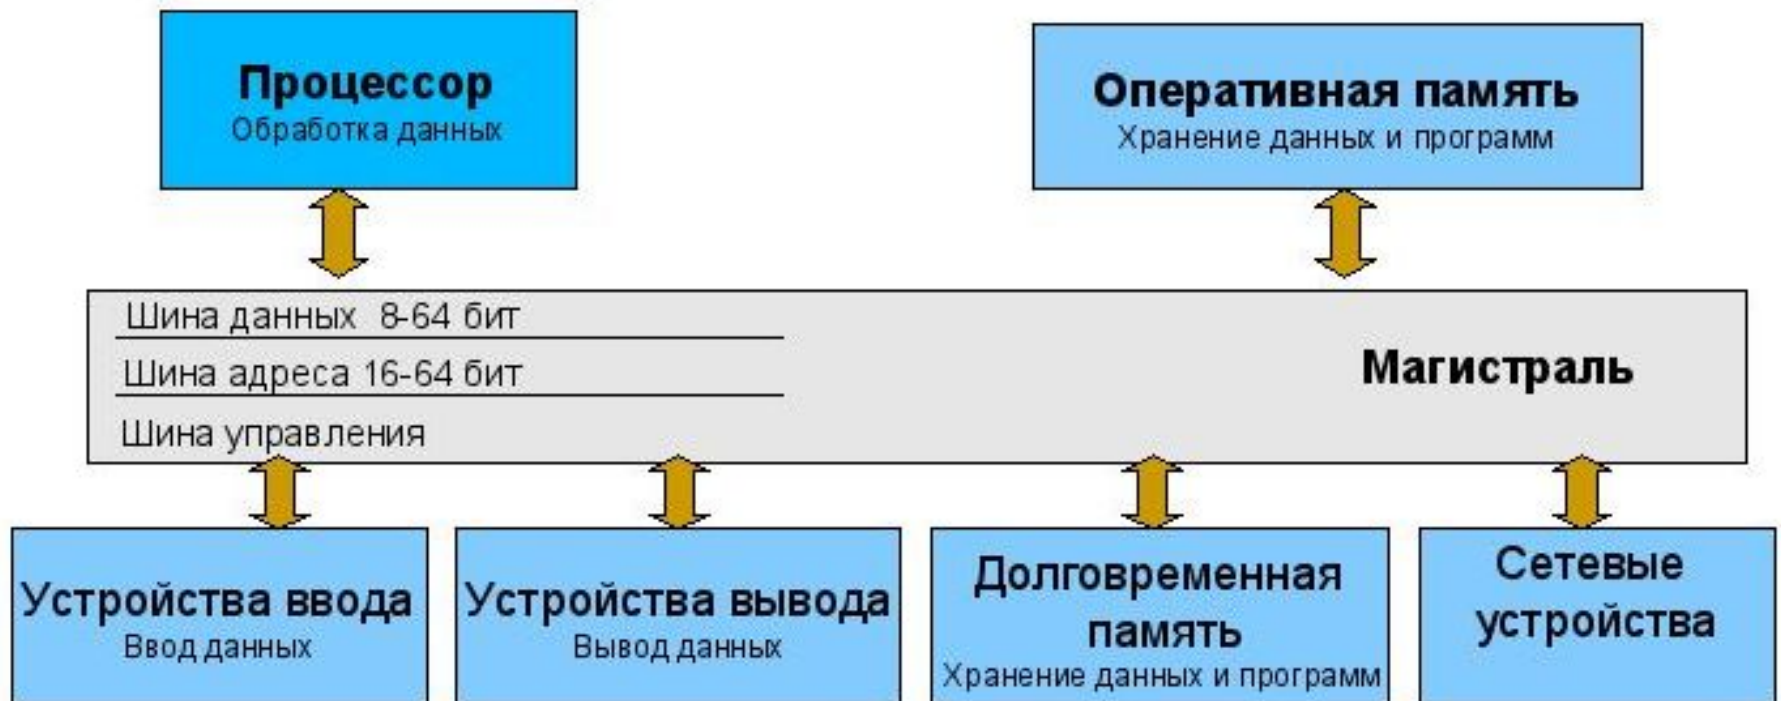 Процессор
Обработка данных
Оперативная память
Хранение данных и программ
Шина данных 8-64 бит
Шина адреса 16-64 бит
Шина управления
Магистраль
Устройства ввода
Ввод данных
Устройства вывода
Вывод данных
Долговременная
память
Хранение данных и программ
Сетевые
устройства